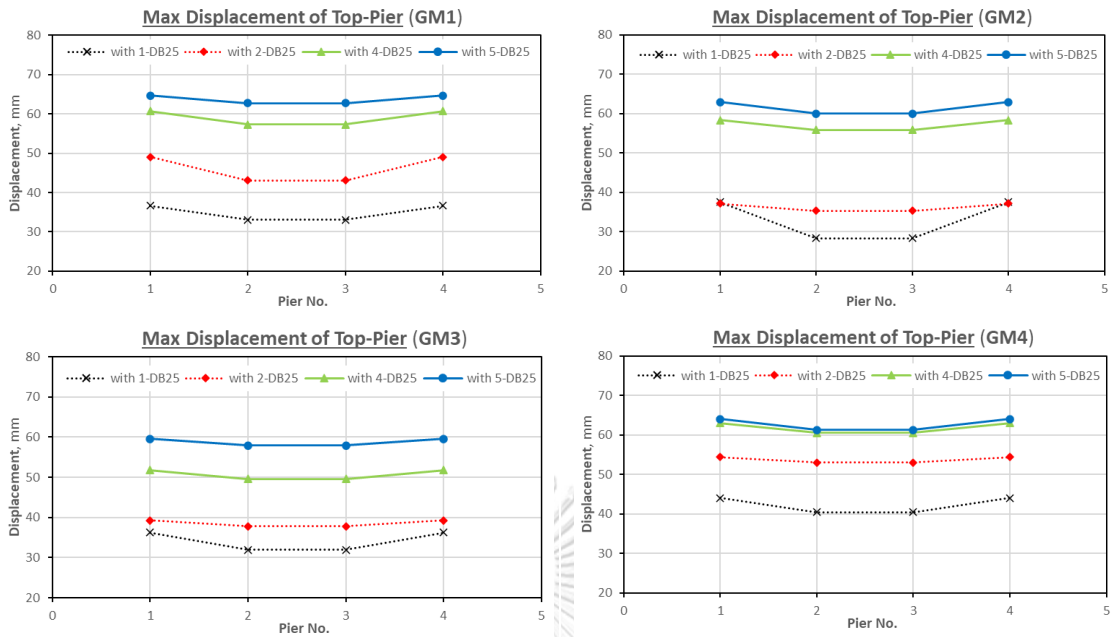 Max Displacement of Top-Pier (GM1)
80
with 1-DB25 with 2-DB25 with 4-DB25 with 5-DB25
70
60
50
40
30
20
0 1 2 3 4 5
Displacement, mm
Pier No.
Max Displacement of Top-Pier (GM2)
80
with 1-DB25 with 2-DB25 with 4-DB25 with 5-DB25
70
60
50
40
30
20
0 1 2 3 4 5
Displacement, mm
Pier No.
Max Displacement of Top-Pier (GM3)
80
with 1-DB25 with 2-DB25 with 4-DB25 with 5-DB25
70
60
50
40
30
20
0 1 2 3 4 5
Displacement, mm
Pier No.
Max Displacement of Top-Pier (GM4)
80
with 1-DB25 with 2-DB25 with 4-DB25 with 5-DB25
70
60
50
40
30
20
0 1 2 3 4 5
Displacement, mm
Pier No.